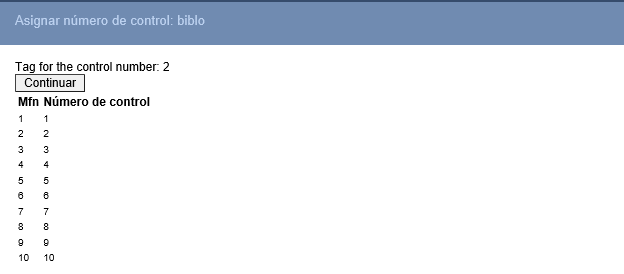 Asignar número de control: biblo
Tag for the control number: 2
Continuar
Mfn Número de control
1 1
2 2
3 3
4 4
5 5
6 6
7 7
8 8
9 9
10 10